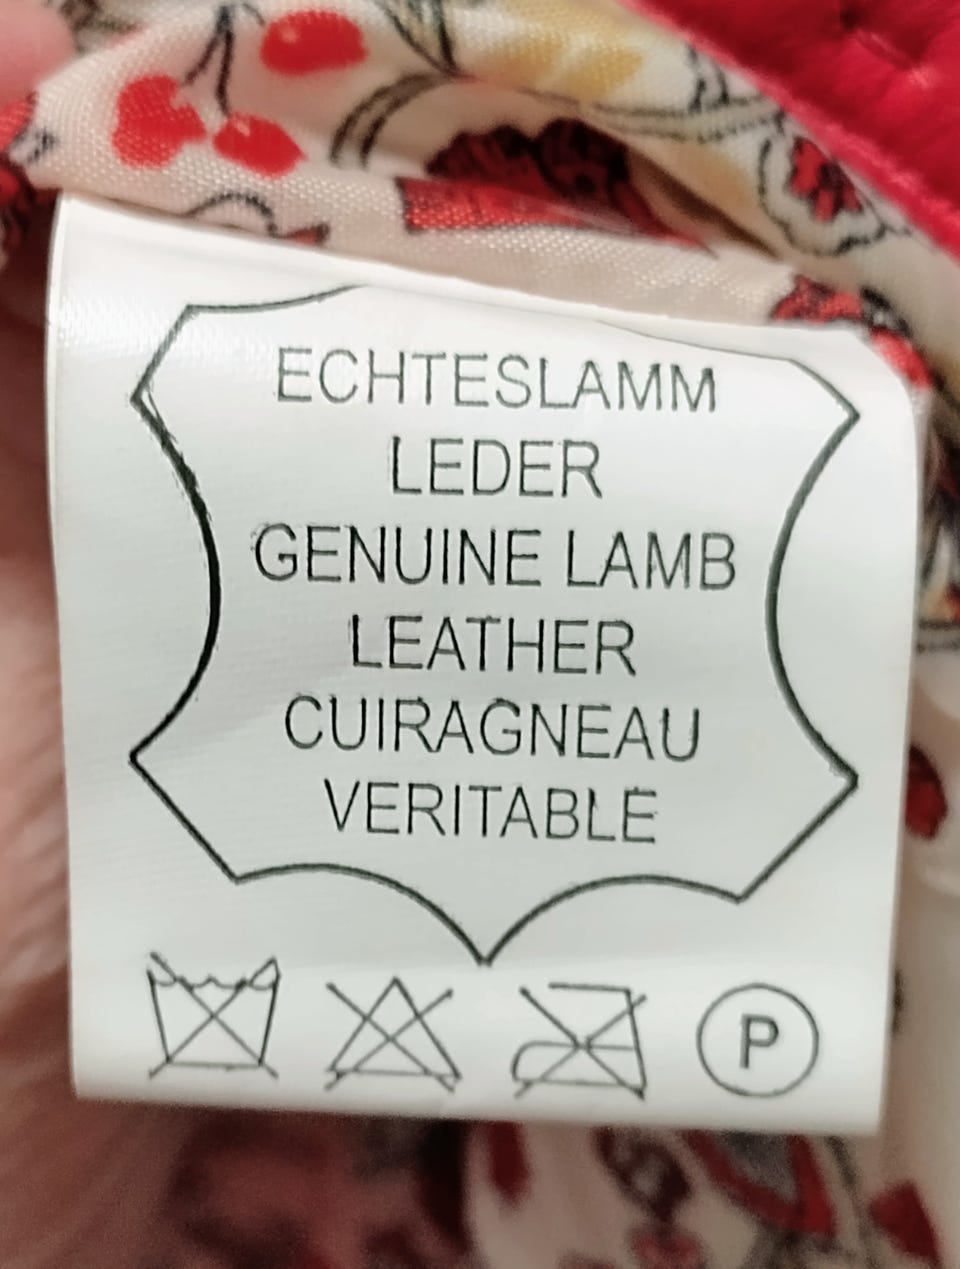 ECHTESLAMM
LEDER
GENUINE LAMB
LEATHER
CUIRAGNEAU
VERITABLE
P